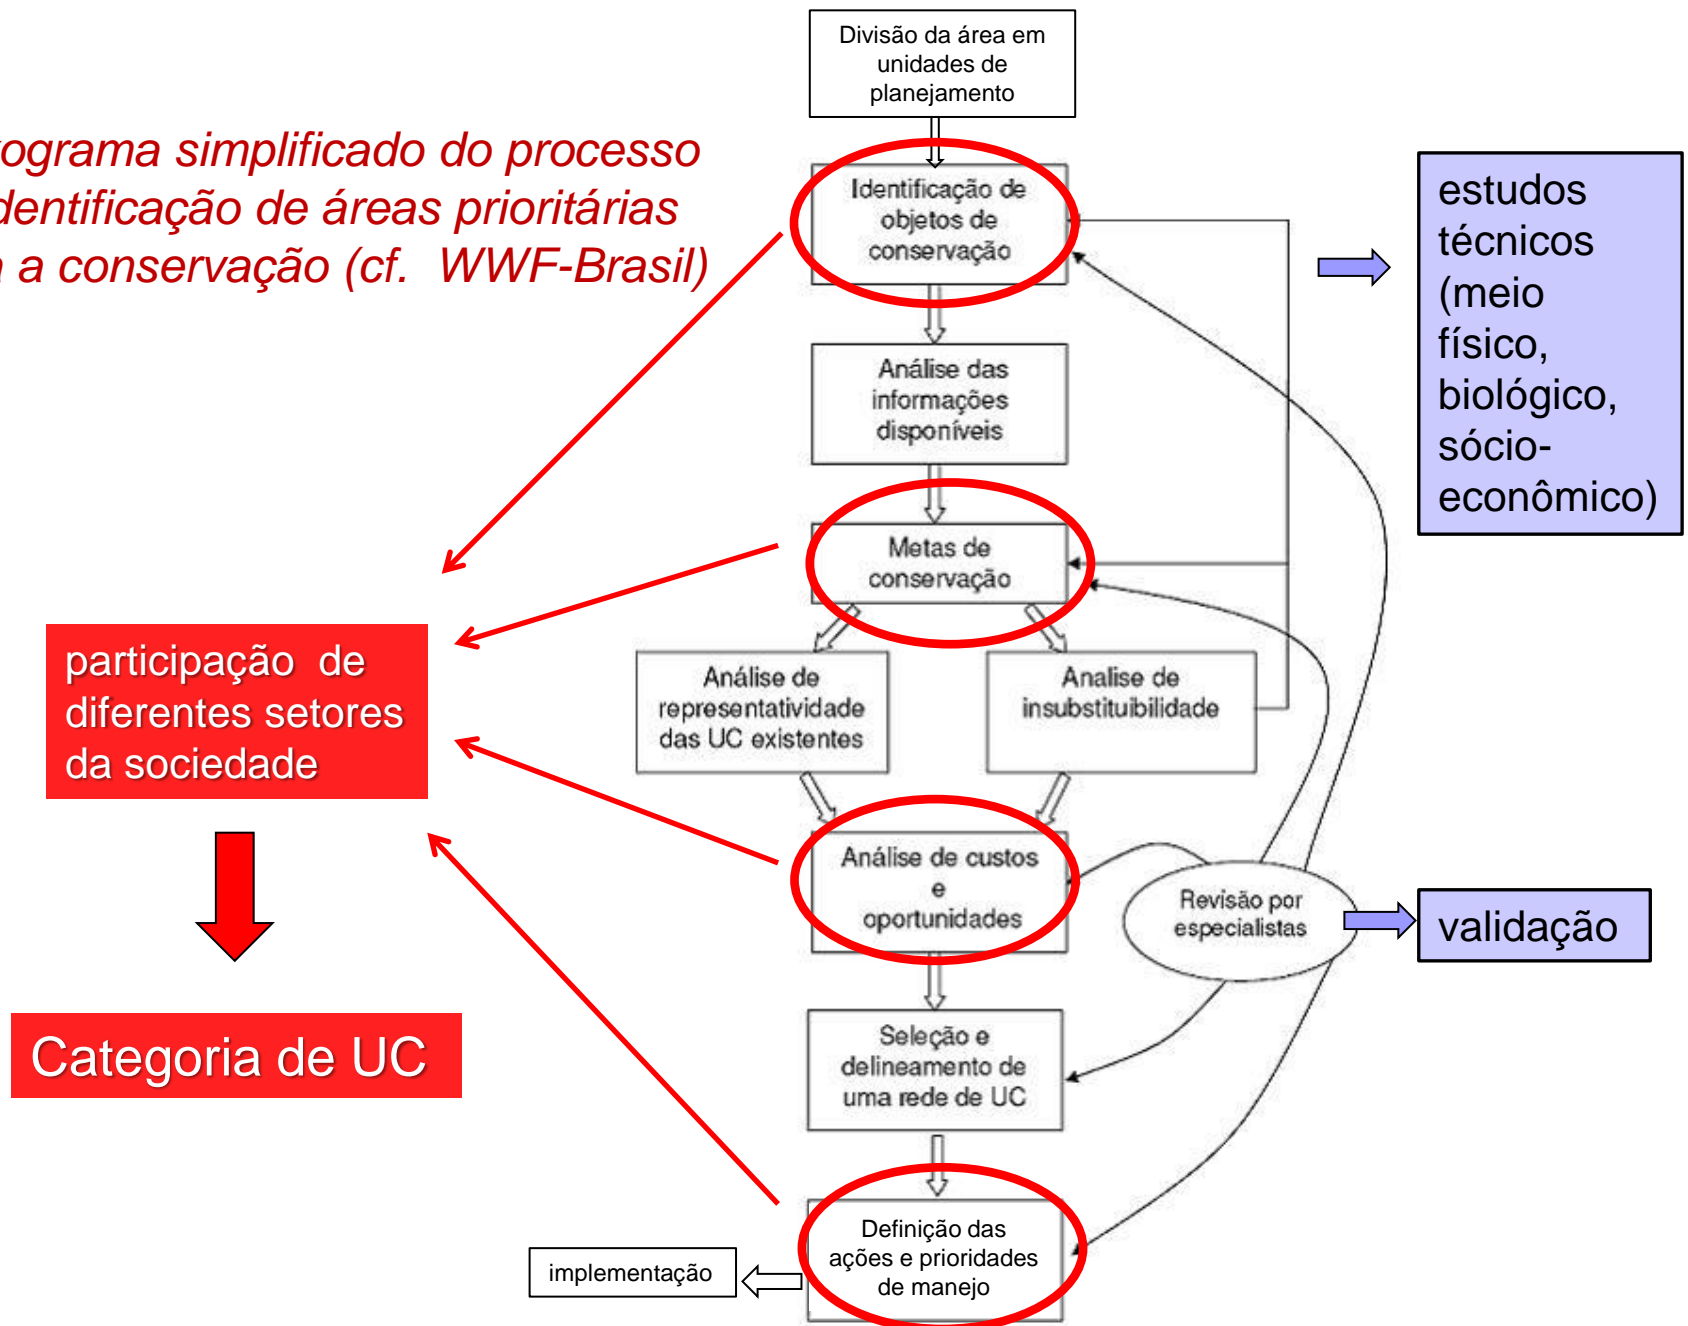 Divisão da área em
unidades de
planejamento
ograma simplificado do processo
dentificação de áreas prioritárias
a conservação (cf. WWF-Brasil)
Identificação de
objetos de
conservação
estudos
técnicos
(meio
físico,
biológico,
sócio-
econômico)
Análise das
informações
disponíveis
Metas de
conservação
participação de
diferentes setores
da sociedade
Análise de
representatividade
das UC existentes
Analise de
insubstituibilidade
Análise de custos
e
oportunidades
Revisão por
especialistas
validação
Categoria de UC
Seleção e
delineamento de
uma rede de UC
Definição das
ações e prioridades
de manejo
implementação